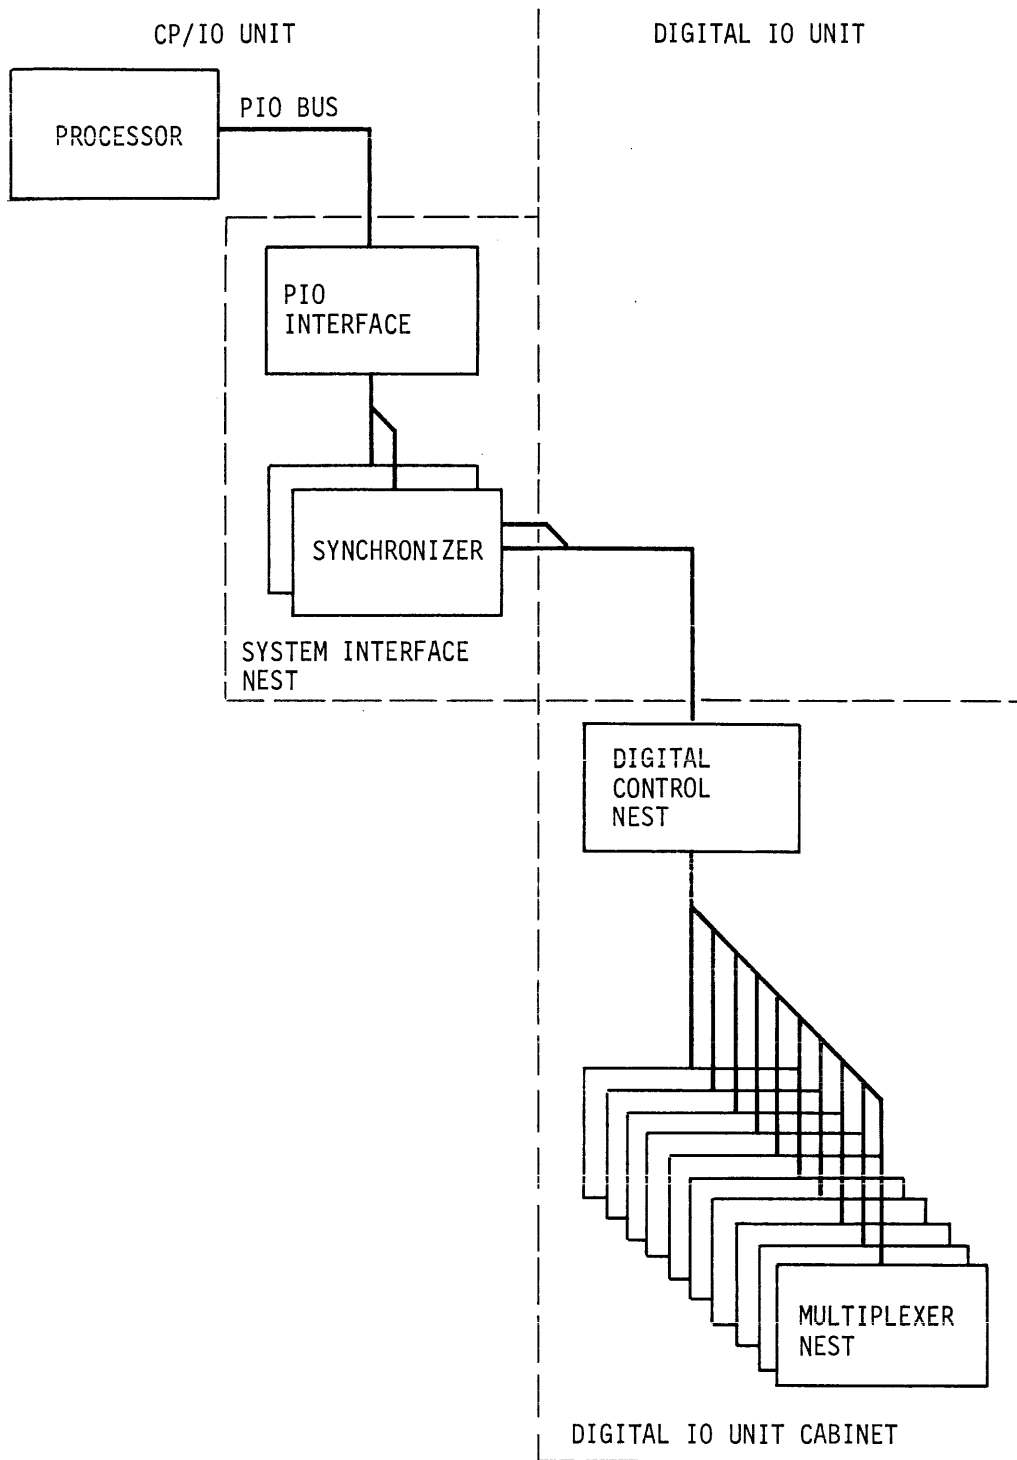 CP/IO UNIT
DIGITAL IO UNIT
PIO BUS
PROCESSOR
PIO
INTERFACE
SYNCHRONIZER
SYSTEM INTERFACE
NEST
DIGITAL
CONTROL
NEST
MULTIPLEXER
NEST
DIGITAL IO UNIT CABINET